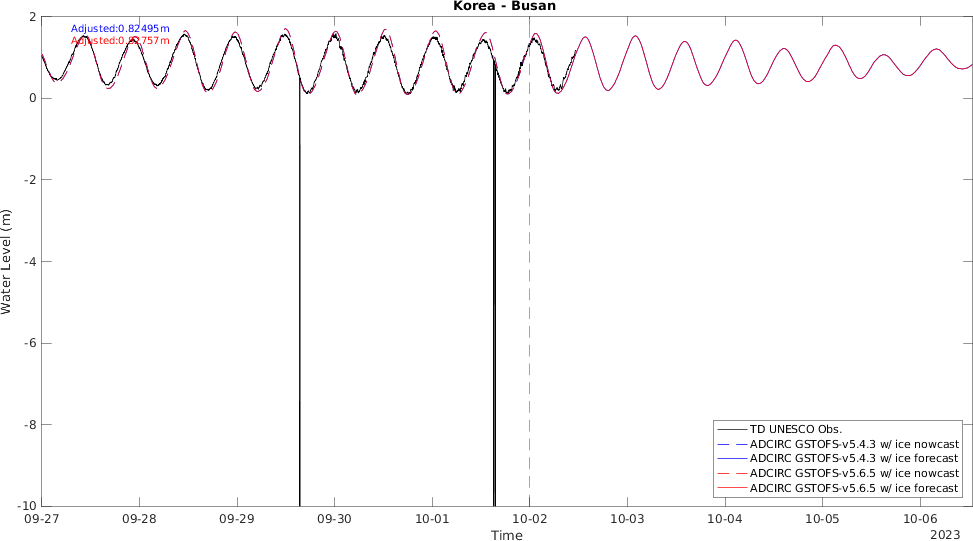 Korea - Busan
Adjusted:0.82495m
Water Level (m)
2
0
-2
-4
-6
-8
-10
09-27
09-28
09-29
09-30
10-01
10-02
10-03
10-04
10-05
10-06
Time
2023
TD UNESCO Obs.
ADCIRC GSTOFS-v5.4.3 w/ ice nowcast
ADCIRC GSTOFS-v5.4.3 w/ ice forecast
ADCIRC GSTOFS-v5.6.5 w/ ice nowcast
ADCIRC GSTOFS-v5.6.5 w/ ice forecast